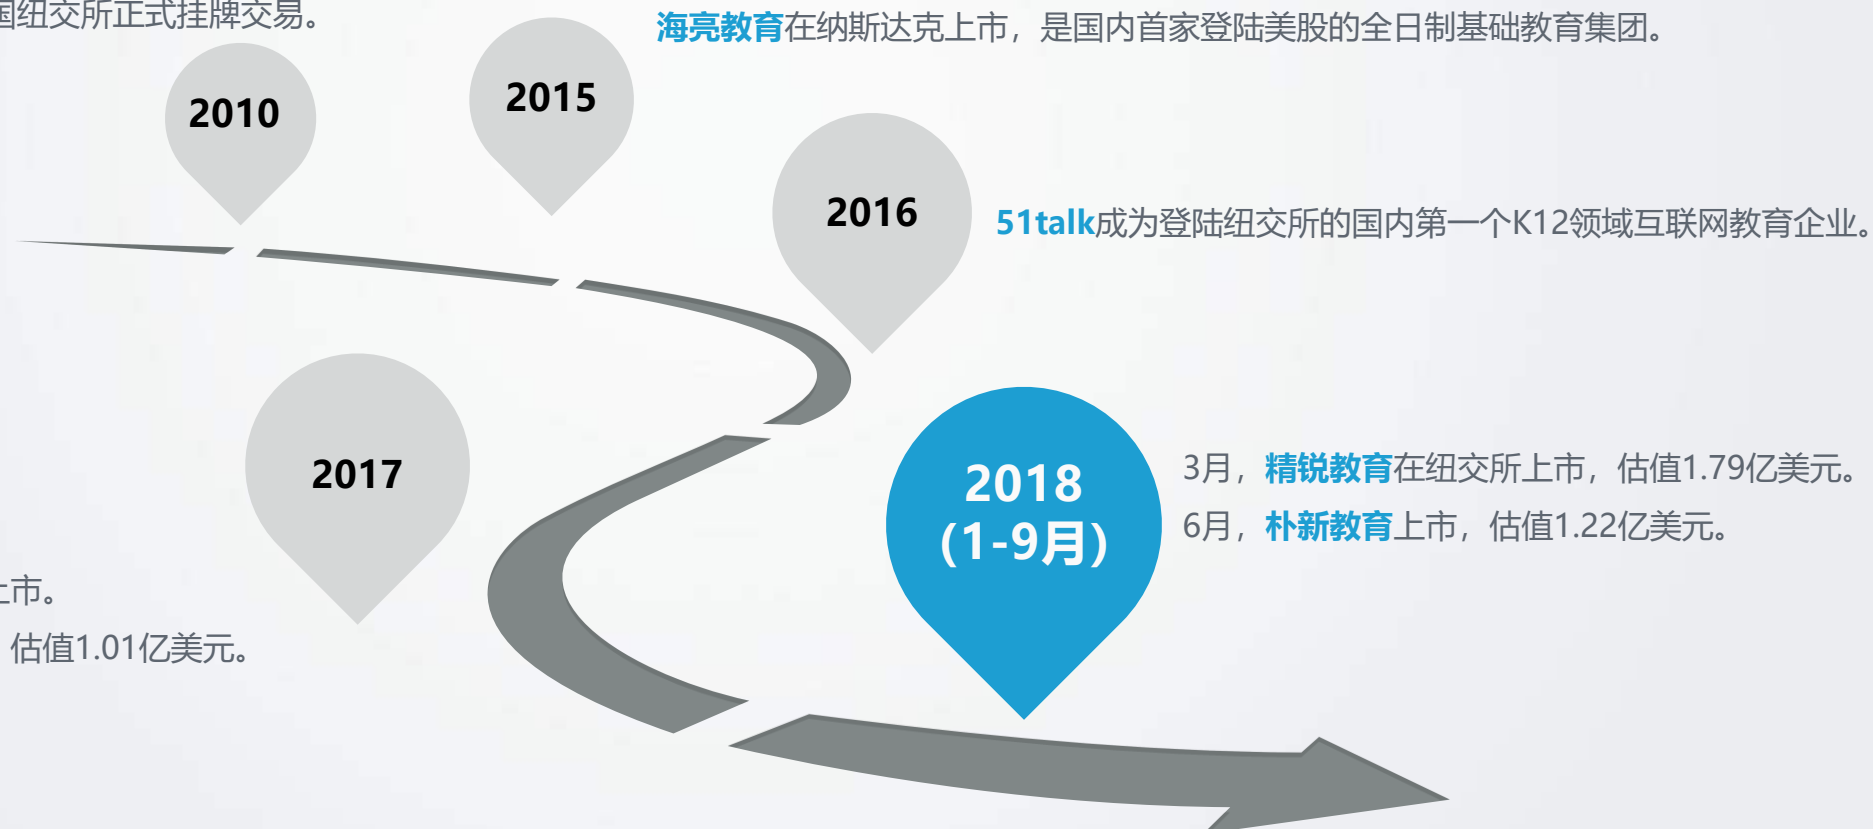 国纽交所正式挂牌交易。
海亮教育在纳斯达克上市，是国内首家登陆美股的全日制基础教育集团。
2010
2015
2016
51talk成为登陆纽交所的国内第一个K12领域互联网教育企业。
2017
2018
(1-9月)
3月，精锐教育在纽交所上市，估值1.79亿美元。
6月，朴新教育上市，估值1.22亿美元。
上市。
估值1.01亿美元。